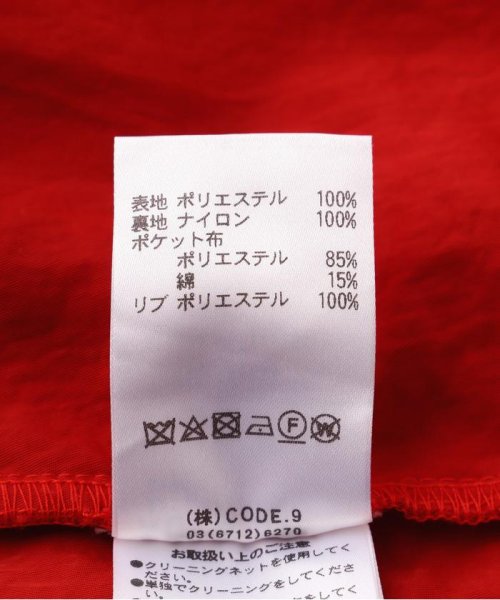 表地 ポリエステル 100%
裏地 ナイロン 100%
ポケット布
ポリエステル 85%
綿 15%
リブ ポリエステル 100%
F W
(株)CODE.9
03(6712)6270
お取扱い上のご注意
●クリーニングネットを使用してく
ださい。
●単独でクリーニングをしてくださ
い。